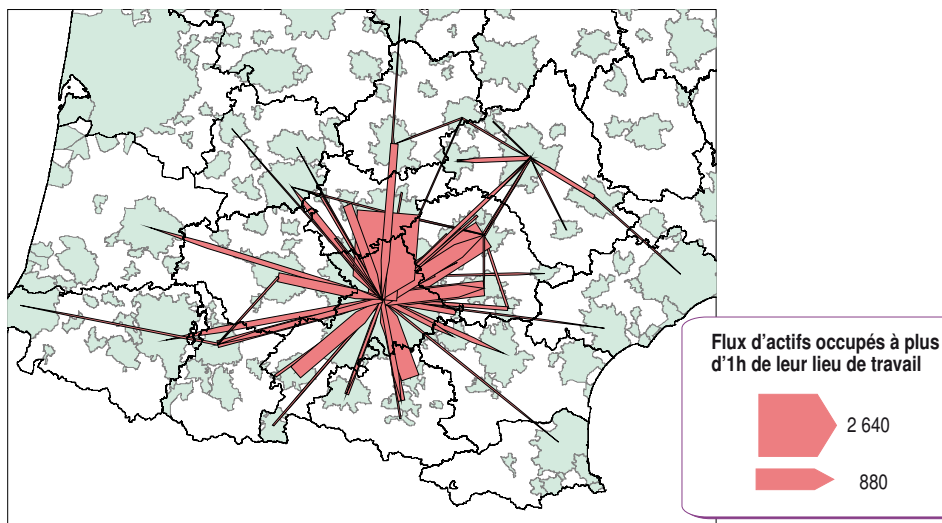 Flux d'actifs occupés à plus
d'1h de leur lieu de travail
2 640
880